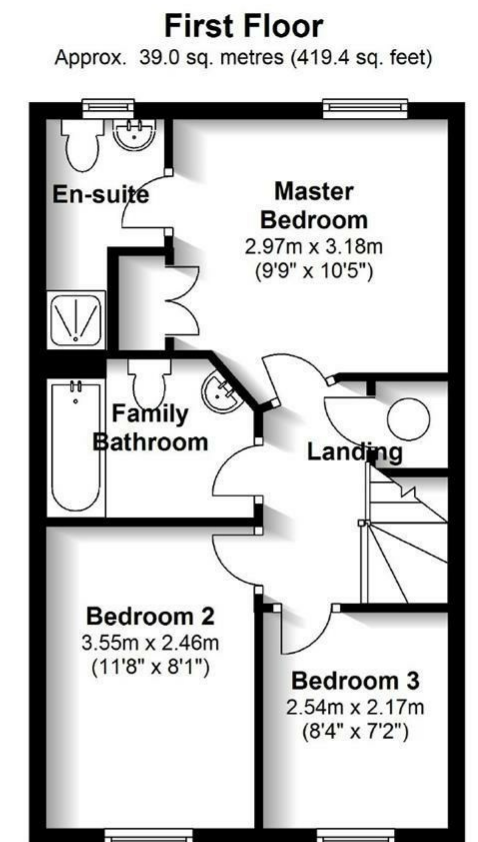 First Floor
Approx. 39.0 sq. metres (419.4 sq. feet)
En-suite
Master
Bedroom
2.97m x 3.18m
(9'9" x 10'5")
Family
Bathroom
Landing
Bedroom 2
3.55m x 2.46m
(11'8" x 8'1")
Bedroom 3
2.54m x 2.17m
(8'4" x 7'2")